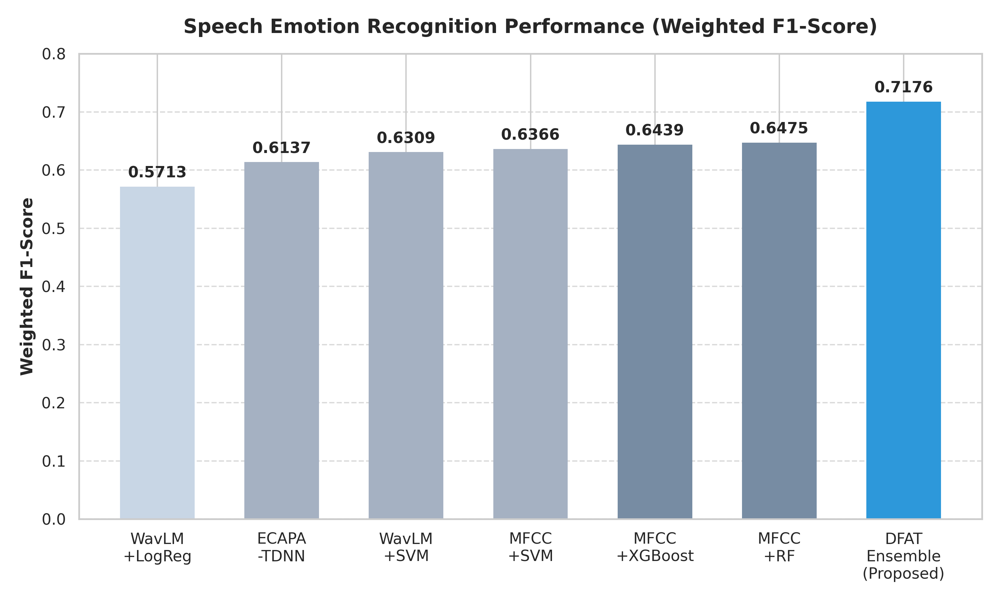 Speech Emotion Recognition Performance (Weighted F1-Score)
Weighted F1-Score
0.8
0.7
0.6
0.5
0.4
0.3
0.2
0.1
0.0
0.5713
0.6137
0.6309
0.6366
0.6439
0.6475
0.7176
WavLM
+LogReg
ECAPA
-TDNN
WavLM
+SVM
MFCC
+SVM
MFCC
+XGBoost
MFCC
+RF
DFAT
Ensemble
(Proposed)